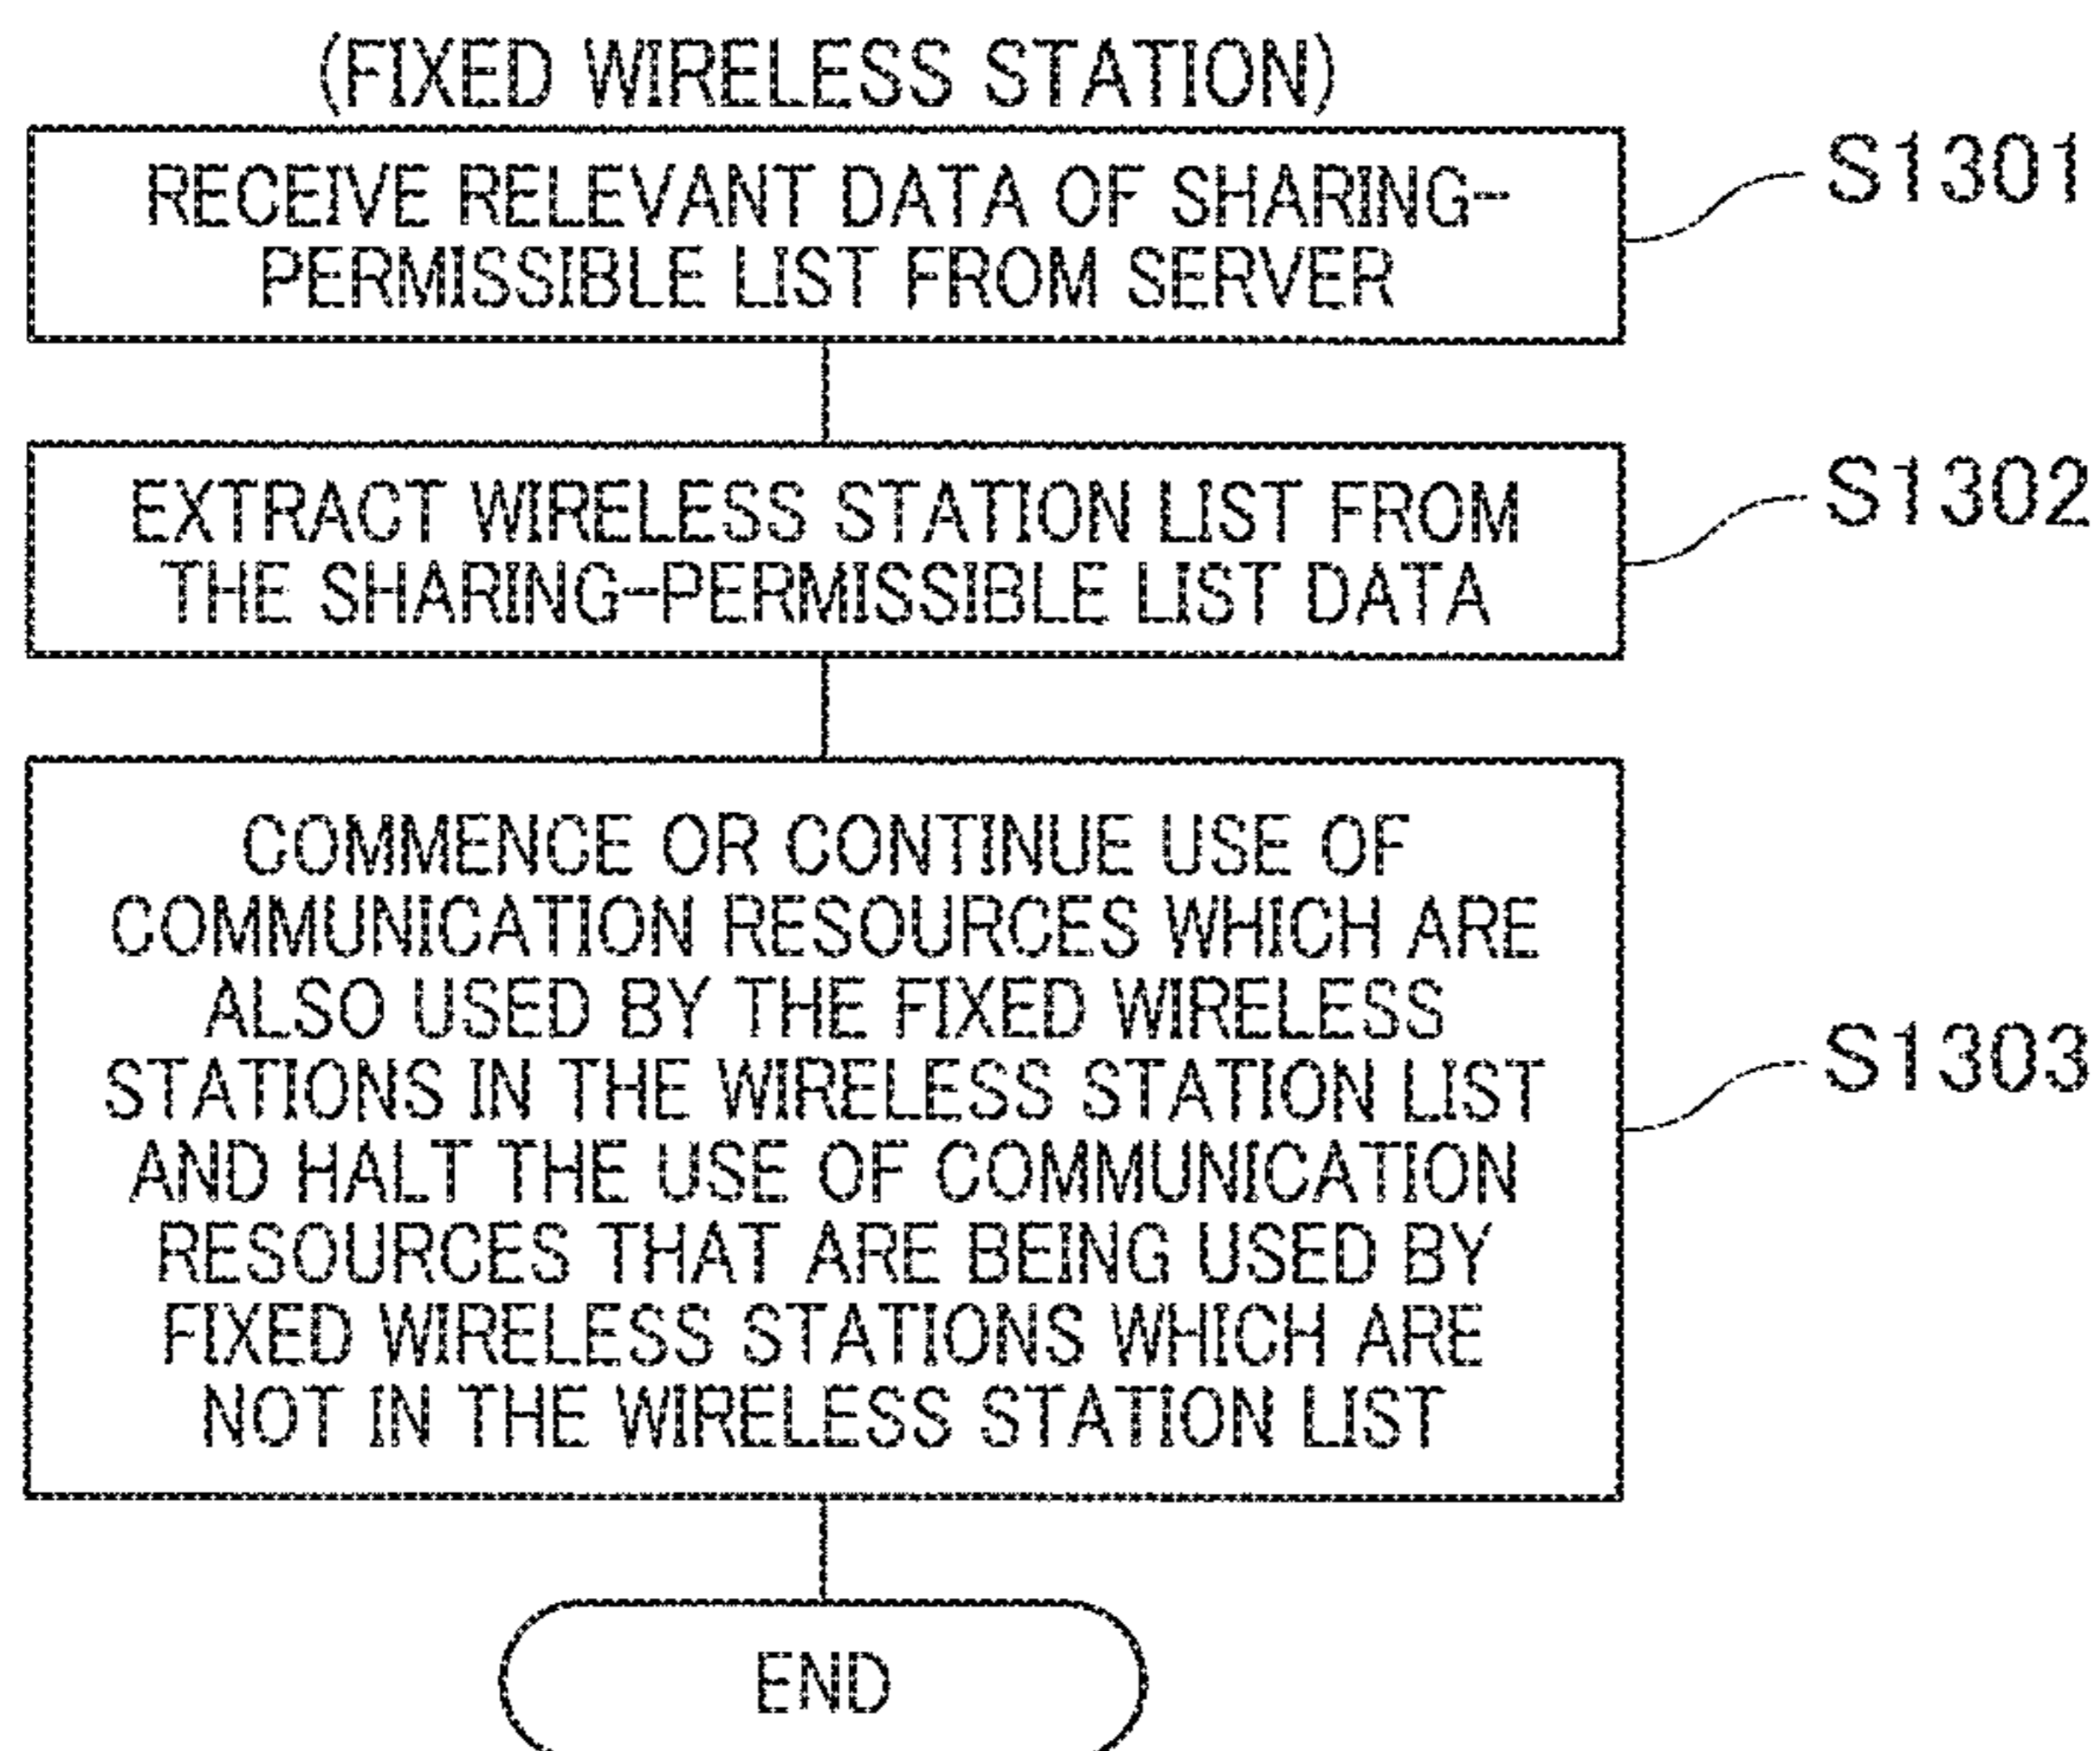 (FIXED WIRELESS STATION)
RECEIVE RELEVANT DATA OF SHARING-
PERMISSIBLE LIST FROM SERVER
S1301
EXTRACT WIRELESS STATION LIST FROM
THE SHARING-PERMISSIBLE LIST DATA
S1302
COMMENCE OR CONTINUE USE OF
COMMUNICATION RESOURCES WHICH ARE
ALSO USED BY THE FIXED WIRELESS
STATIONS IN THE WIRELESS STATION LIST
AND HALT THE USE OF COMMUNICATION
RESOURCES THAT ARE BEING USED BY
FIXED WIRELESS STATIONS WHICH ARE
NOT IN THE WIRELESS STATION LIST
S1303
END